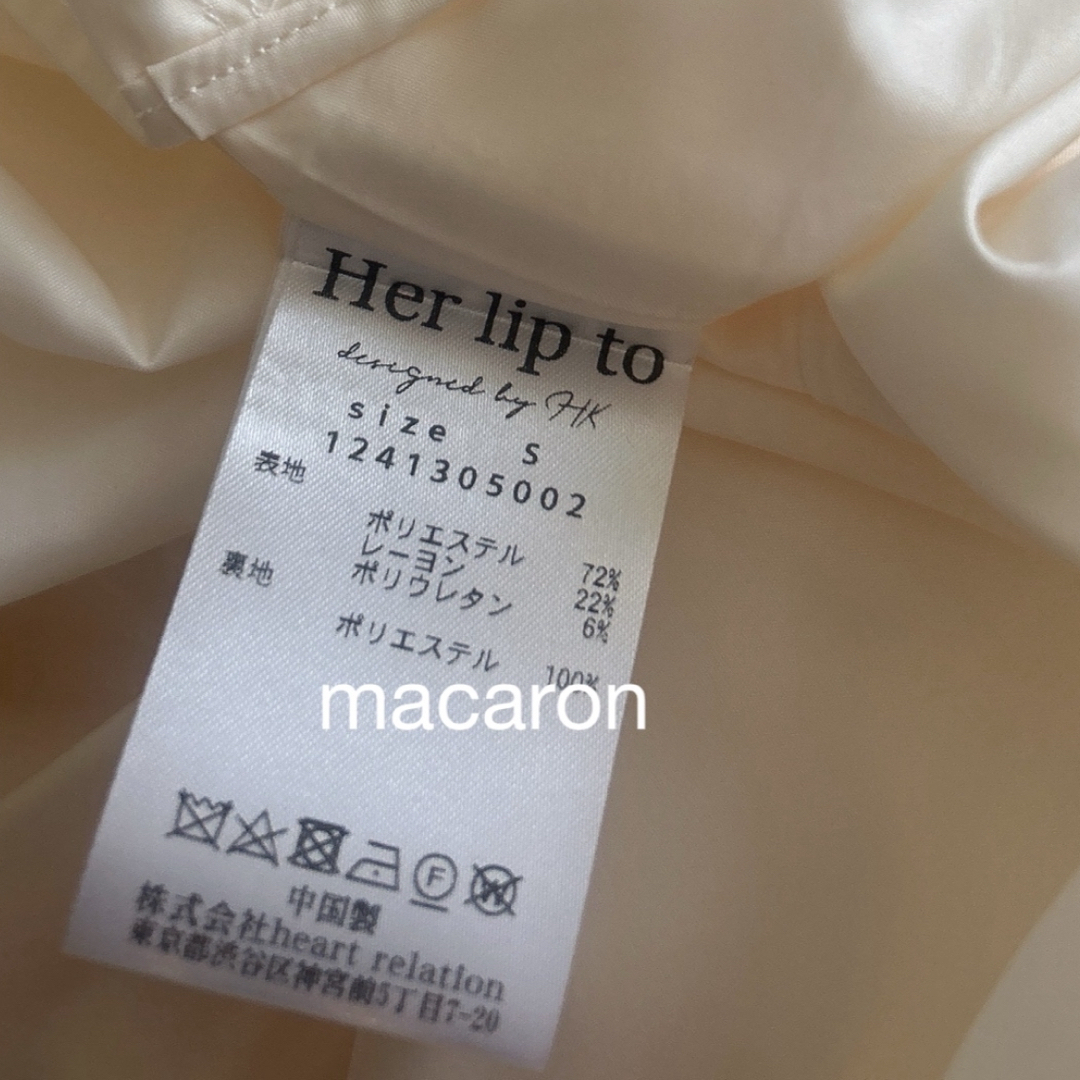 Her lip to
designed by HK
size S
1241305002
表地
ポリエステル 72%
レーヨン 22%
ポリウレタン 6%
裏地
ポリエステル 100%
macaron
F
W
中国製
株式会社heart relation
東京都渋谷区神宮前5丁目7-20